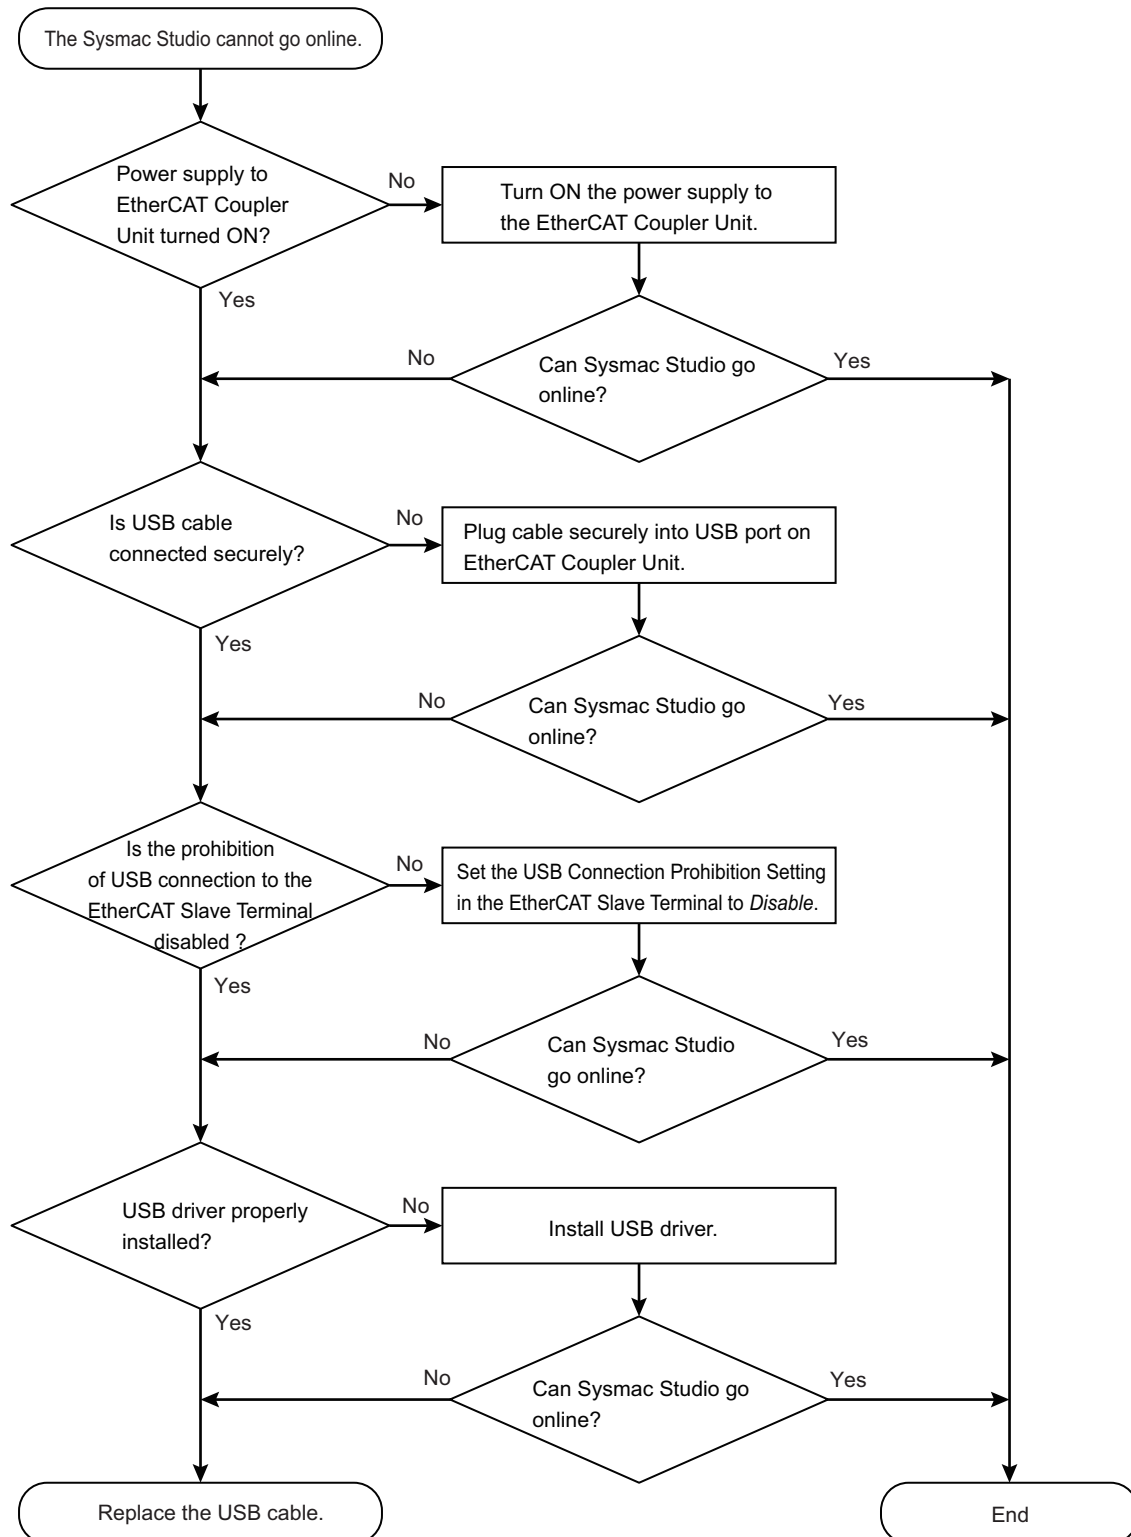 The Sysmac Studio cannot go online.
Power supply to
EtherCAT Coupler
Unit turned ON?
No
Turn ON the power supply to
the EtherCAT Coupler Unit.
Yes
No
Can Sysmac Studio go
online?
Yes
Is USB cable
connected securely?
No
Plug cable securely into USB port on
EtherCAT Coupler Unit.
Yes
No
Can Sysmac Studio go
online?
Yes
Is the prohibition
of USB connection to the
EtherCAT Slave Terminal
disabled ?
No
Set the USB Connection Prohibition Setting
in the EtherCAT Slave Terminal to Disable.
Yes
No
Can Sysmac Studio
go online?
Yes
USB driver properly
installed?
No
Install USB driver.
Yes
No
Can Sysmac Studio go
online?
Yes
Replace the USB cable.
End